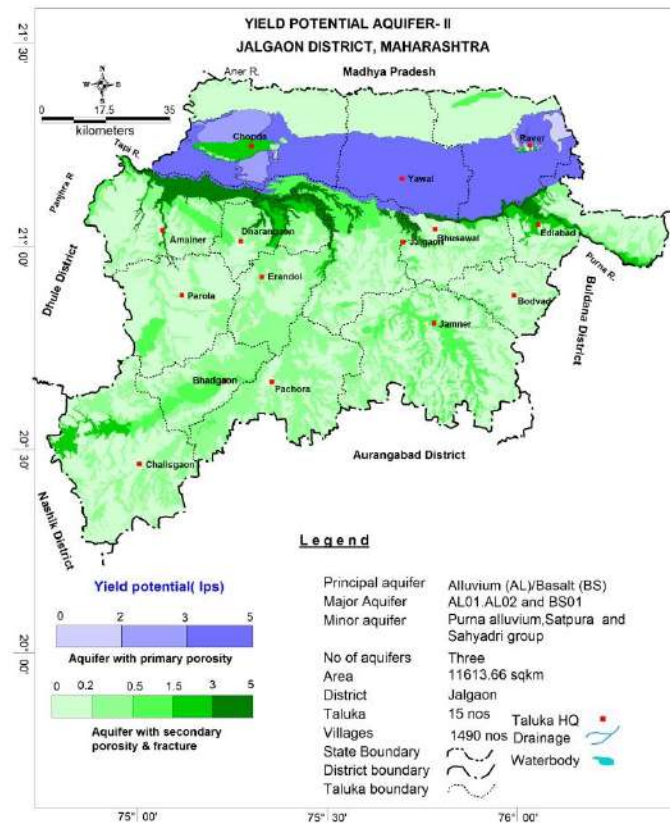 YIELD POTENTIAL AQUIFER- II
JALGAON DISTRICT, MAHARASHTRA
21° 30'
Aner R.
Madhya Pradesh
N
W E
S
0 17.5 35
kilometers
Chopda
Raver
Tapi R.
Yawal
Panjhra R.
Amalner
Dharangaon
Jalgaon
Bhusawal
Ediabad
21° 00'
Purna R.
Dhule District
Erandol
Parola
Bodvad
Buldana District
Jamner
Bhadgaon
Pachora
20° 30'
Aurangabad District
Chalisgaon
Nashik District
Legend
Yield potential( lps)
0 2 3 5
Aquifer with primary porosity
0 0.2 0.5 1.5 3 5
Aquifer with secondary
porosity & fracture
Principal aquifer Alluvium (AL)/Basalt (BS)
Major Aquifer AL01.AL02 and BS01
Minor aquifer Purna alluvium,Satpura and
Sahyadri group
No of aquifers Three
Area 11613.66 sqkm
District Jalgaon
Taluka 15 nos
Villages 1490 nos
State Boundary
District boundary
Taluka boundary
Taluka HQ
Drainage
Waterbody
20° 00'
75° 00' 75° 30' 76° 00'